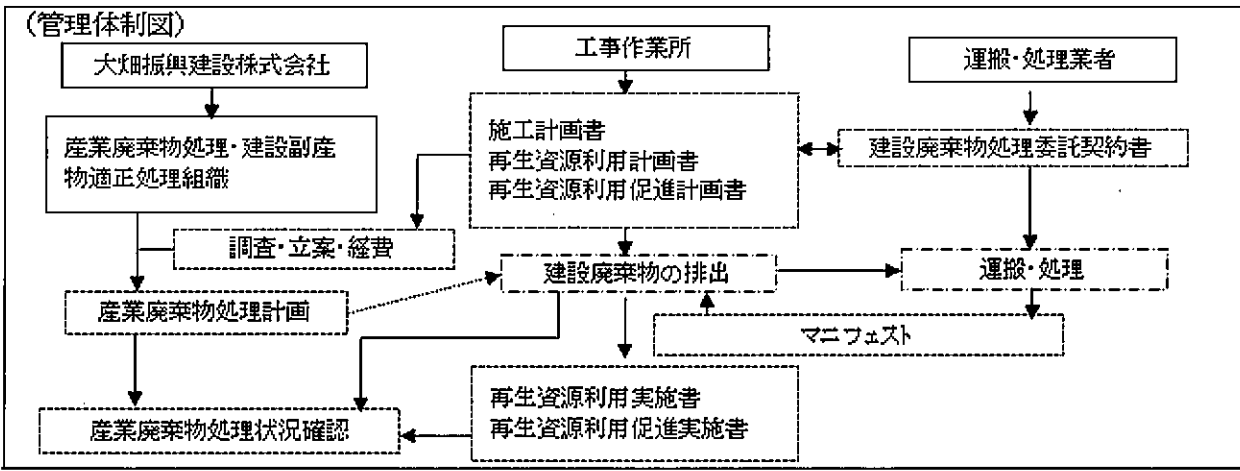 （管理体制図）
大畑振興建設株式会社
工事作業所
運搬・処理業者
産業廃棄物処理・建設副産
物適正処理組織
施工計画書
再生資源利用計画書
再生資源利用促進計画書
建設廃棄物処理委託契約書
調査・立案・経費
建設廃棄物の排出
運搬・処理
産業廃棄物処理計画
マニフェスト
再生資源利用実施書
再生資源利用促進実施書
産業廃棄物処理状況確認